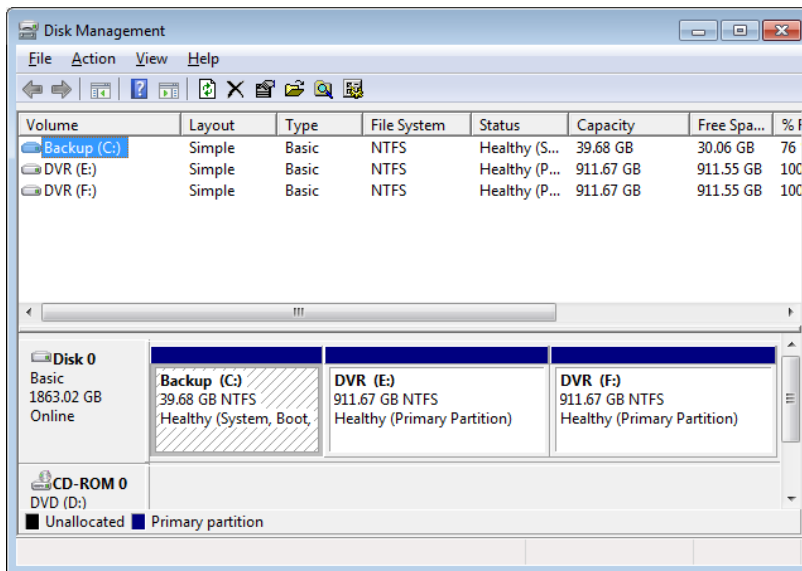 Disk Management
File Action View Help
Volume Layout Type File System Status Capacity Free Spa... % F
Backup (C:) Simple Basic NTFS Healthy (S... 39.68 GB 30.06 GB 76
DVR (E:) Simple Basic NTFS Healthy (P... 911.67 GB 911.55 GB 100
DVR (F:) Simple Basic NTFS Healthy (P... 911.67 GB 911.55 GB 100
Disk 0
Basic
1863.02 GB
Online
Backup (C:)
39.68 GB NTFS
Healthy (System, Boot,
DVR (E:)
911.67 GB NTFS
Healthy (Primary Partition)
DVR (F:)
911.67 GB NTFS
Healthy (Primary Partition)
CD-ROM 0
DVD (D:)
Unallocated Primary partition